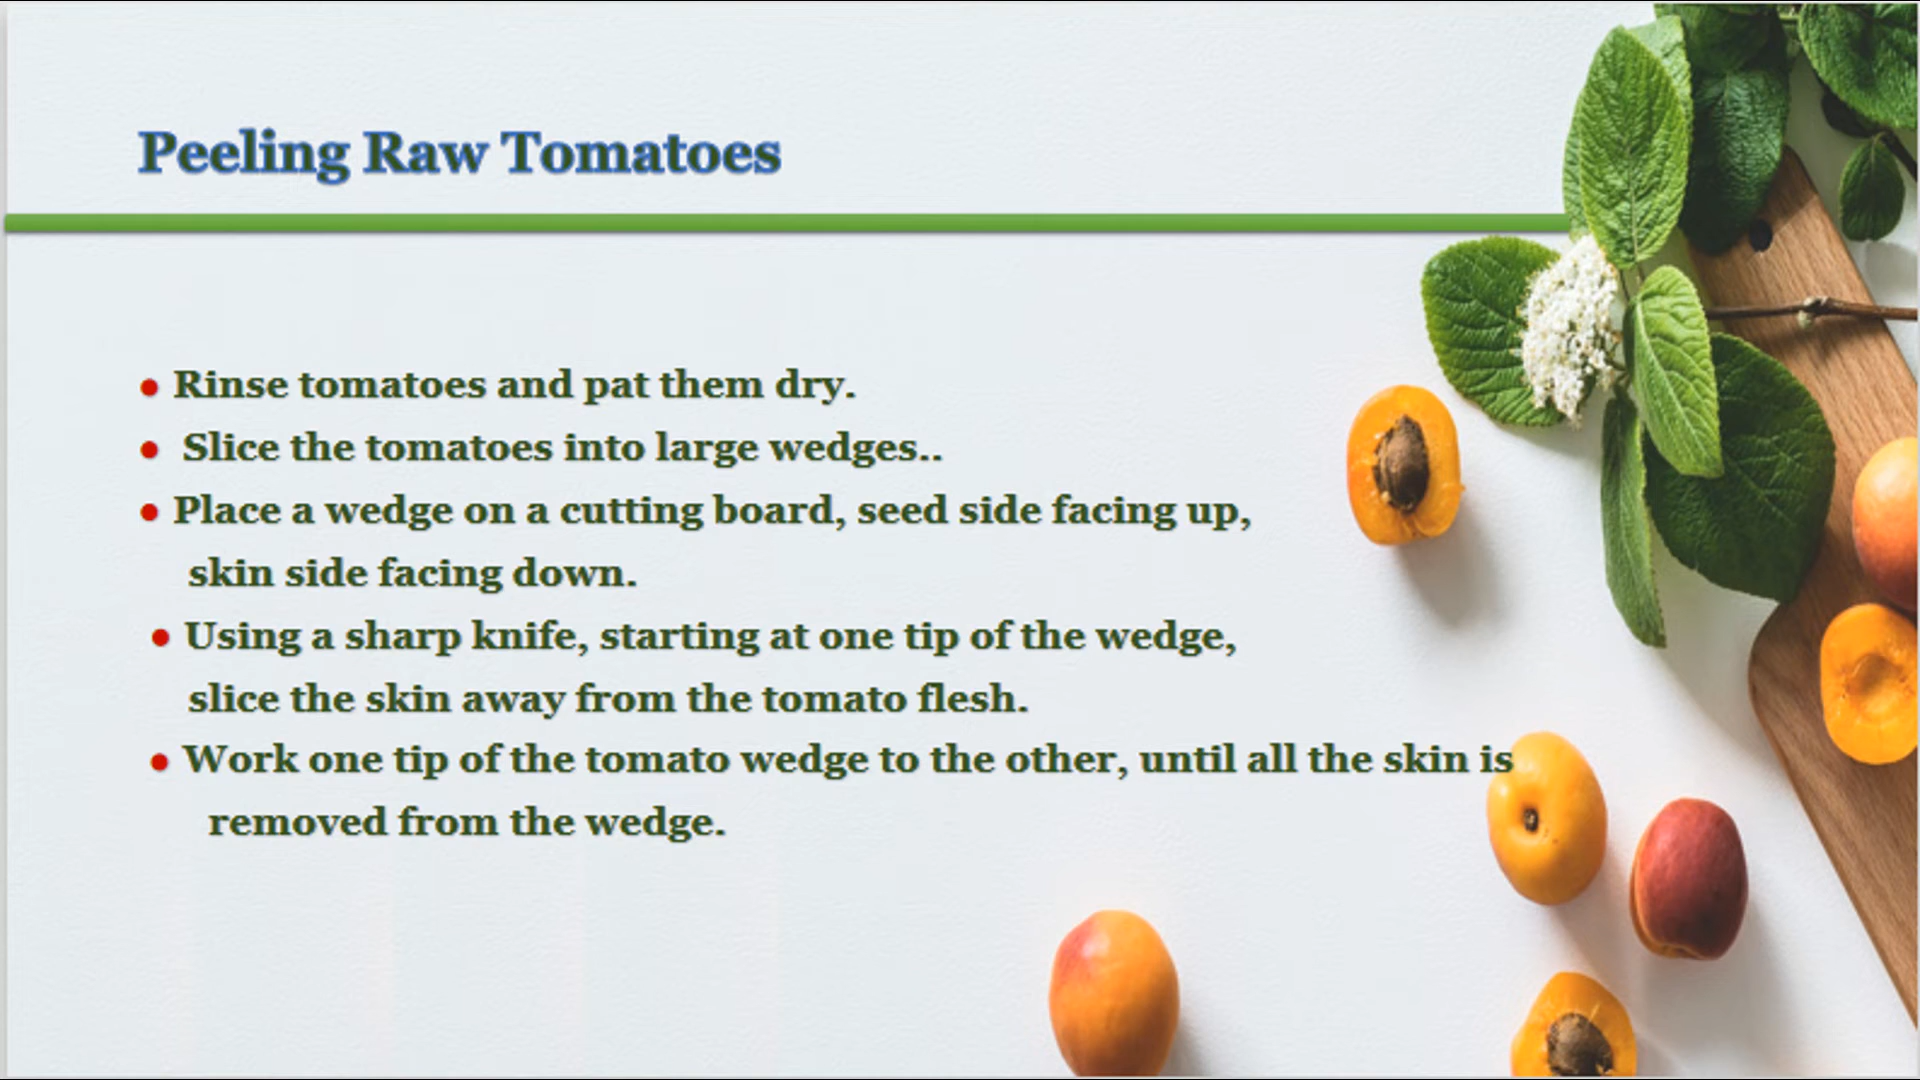 Peeling Raw Tomatoes
• Rinse tomatoes and pat them dry.
• Slice the tomatoes into large wedges..
• Place a wedge on a cutting board, seed side facing up,
skin side facing down.
• Using a sharp knife, starting at one tip of the wedge,
slice the skin away from the tomato flesh.
• Work one tip of the tomato wedge to the other, until all the skin is
removed from the wedge.